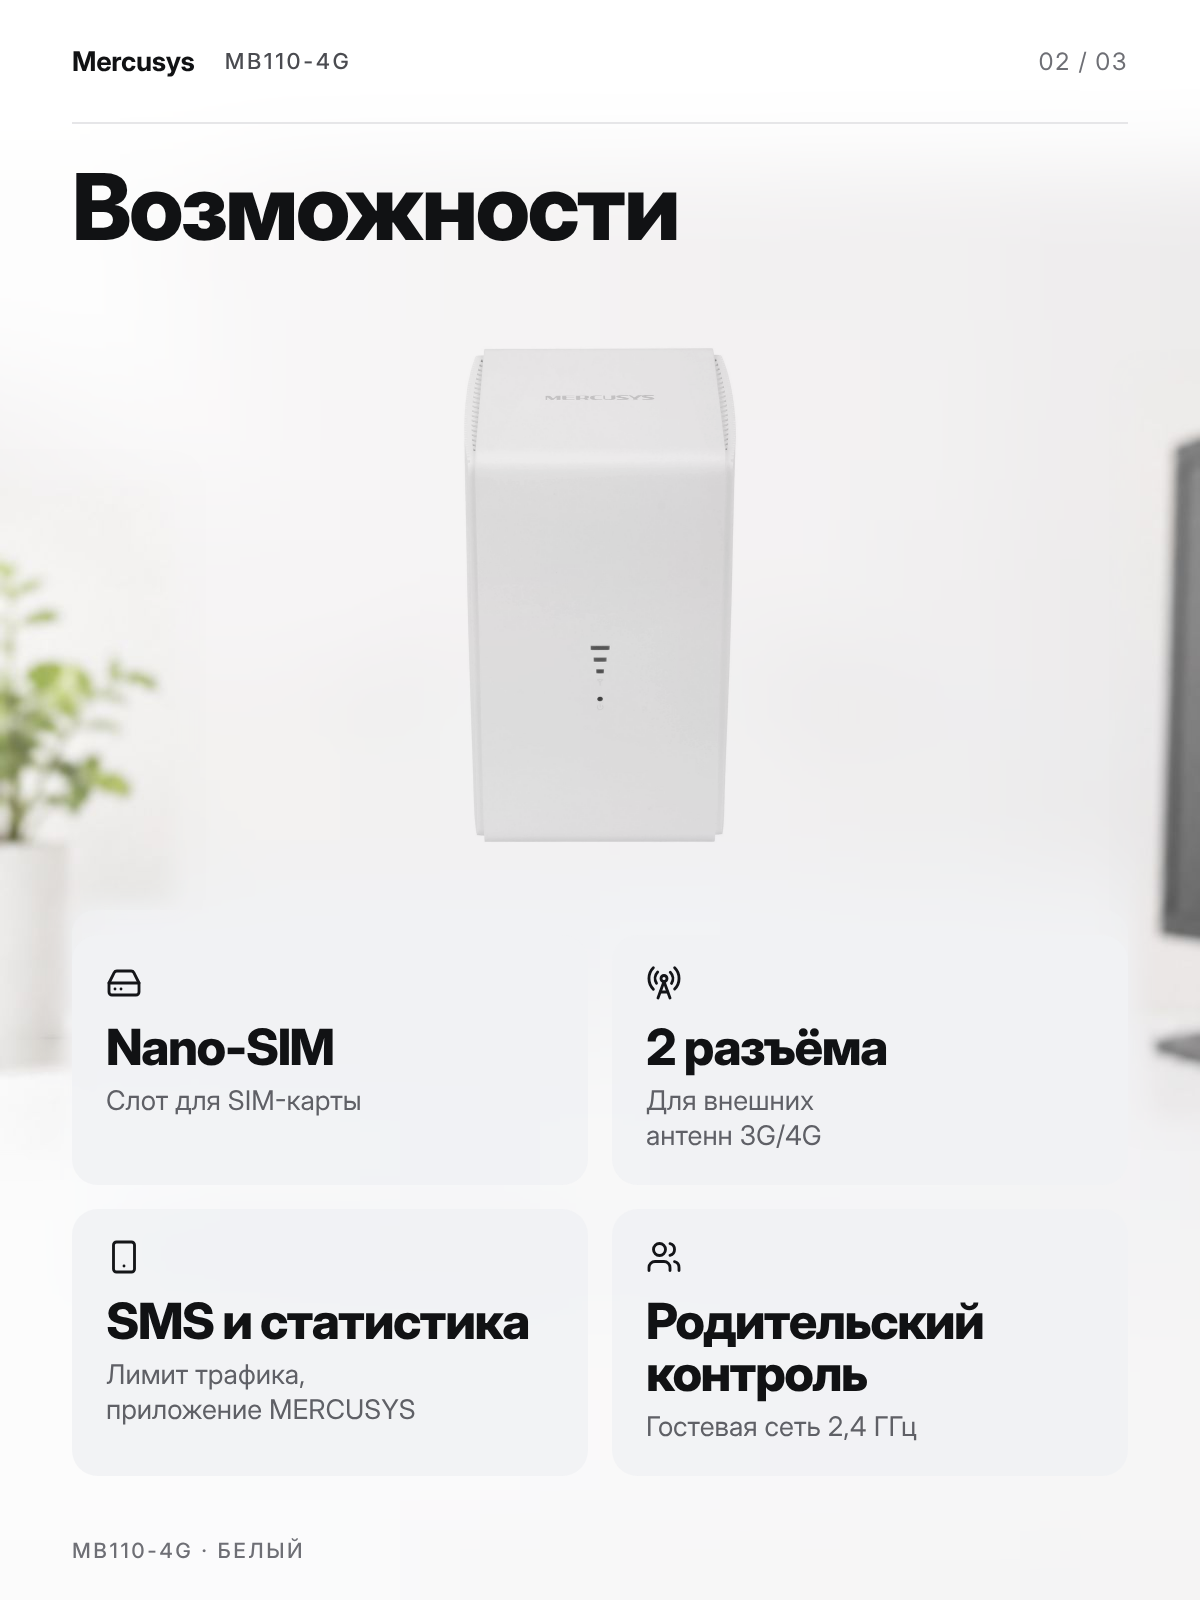 Mercusys MB110-4G 02 / 03
Возможности
MERCUSYS
Nano-SIM
Слот для SIM-карты
2 разъёма
Для внешних
антенн 3G/4G
SMS и статистика
Лимит трафика,
приложение MERCUSYS
Родительский
контроль
Гостевая сеть 2,4 ГГц
MB110-4G · БЕЛЫЙ